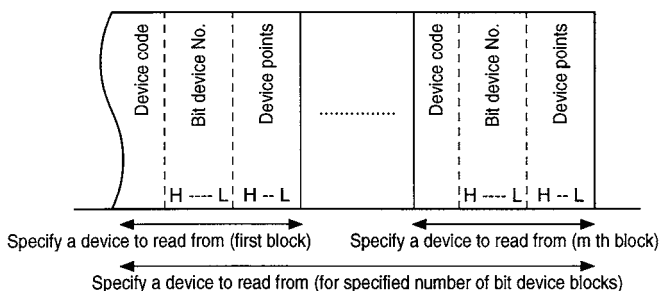 Device code
Bit device No.
Device points
................
Device code
Bit device No.
Device points
H ---- L
H -- L
H ---- L
H -- L
Specify a device to read from (first block)
Specify a device to read from (m th block)
Specify a device to read from (for specified number of bit device blocks)